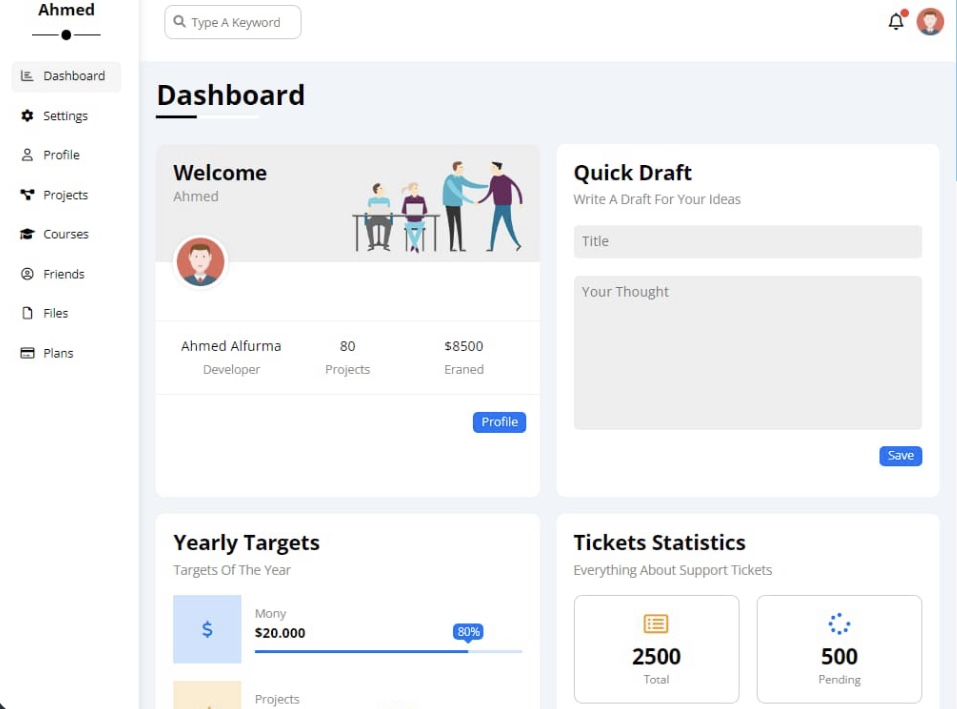 Ahmed
Type A Keyword
Dashboard
Settings
Profile
Projects
Courses
Friends
Files
Plans
Dashboard
Welcome
Ahmed
Ahmed Alfurma
Developer
80
Projects
$8500
Eraned
Profile
Quick Draft
Write A Draft For Your Ideas
Title
Your Thought
Save
Yearly Targets
Targets Of The Year
$
Mony
$20.000
80%
Projects
Tickets Statistics
Everything About Support Tickets
2500
Total
500
Pending